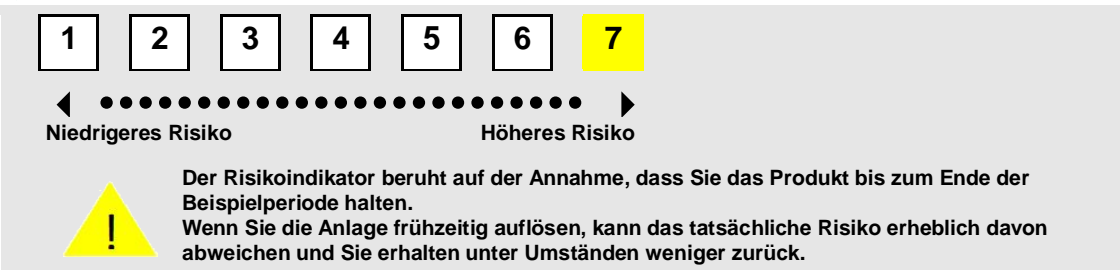 1 2 3 4 5 6 7
Niedrigeres Risiko Höheres Risiko
Der Risikoindikator beruht auf der Annahme, dass Sie das Produkt bis zum Ende der
Beispielperiode halten.
Wenn Sie die Anlage frühzeitig auflösen, kann das tatsächliche Risiko erheblich davon
abweichen und Sie erhalten unter Umständen weniger zurück.
!